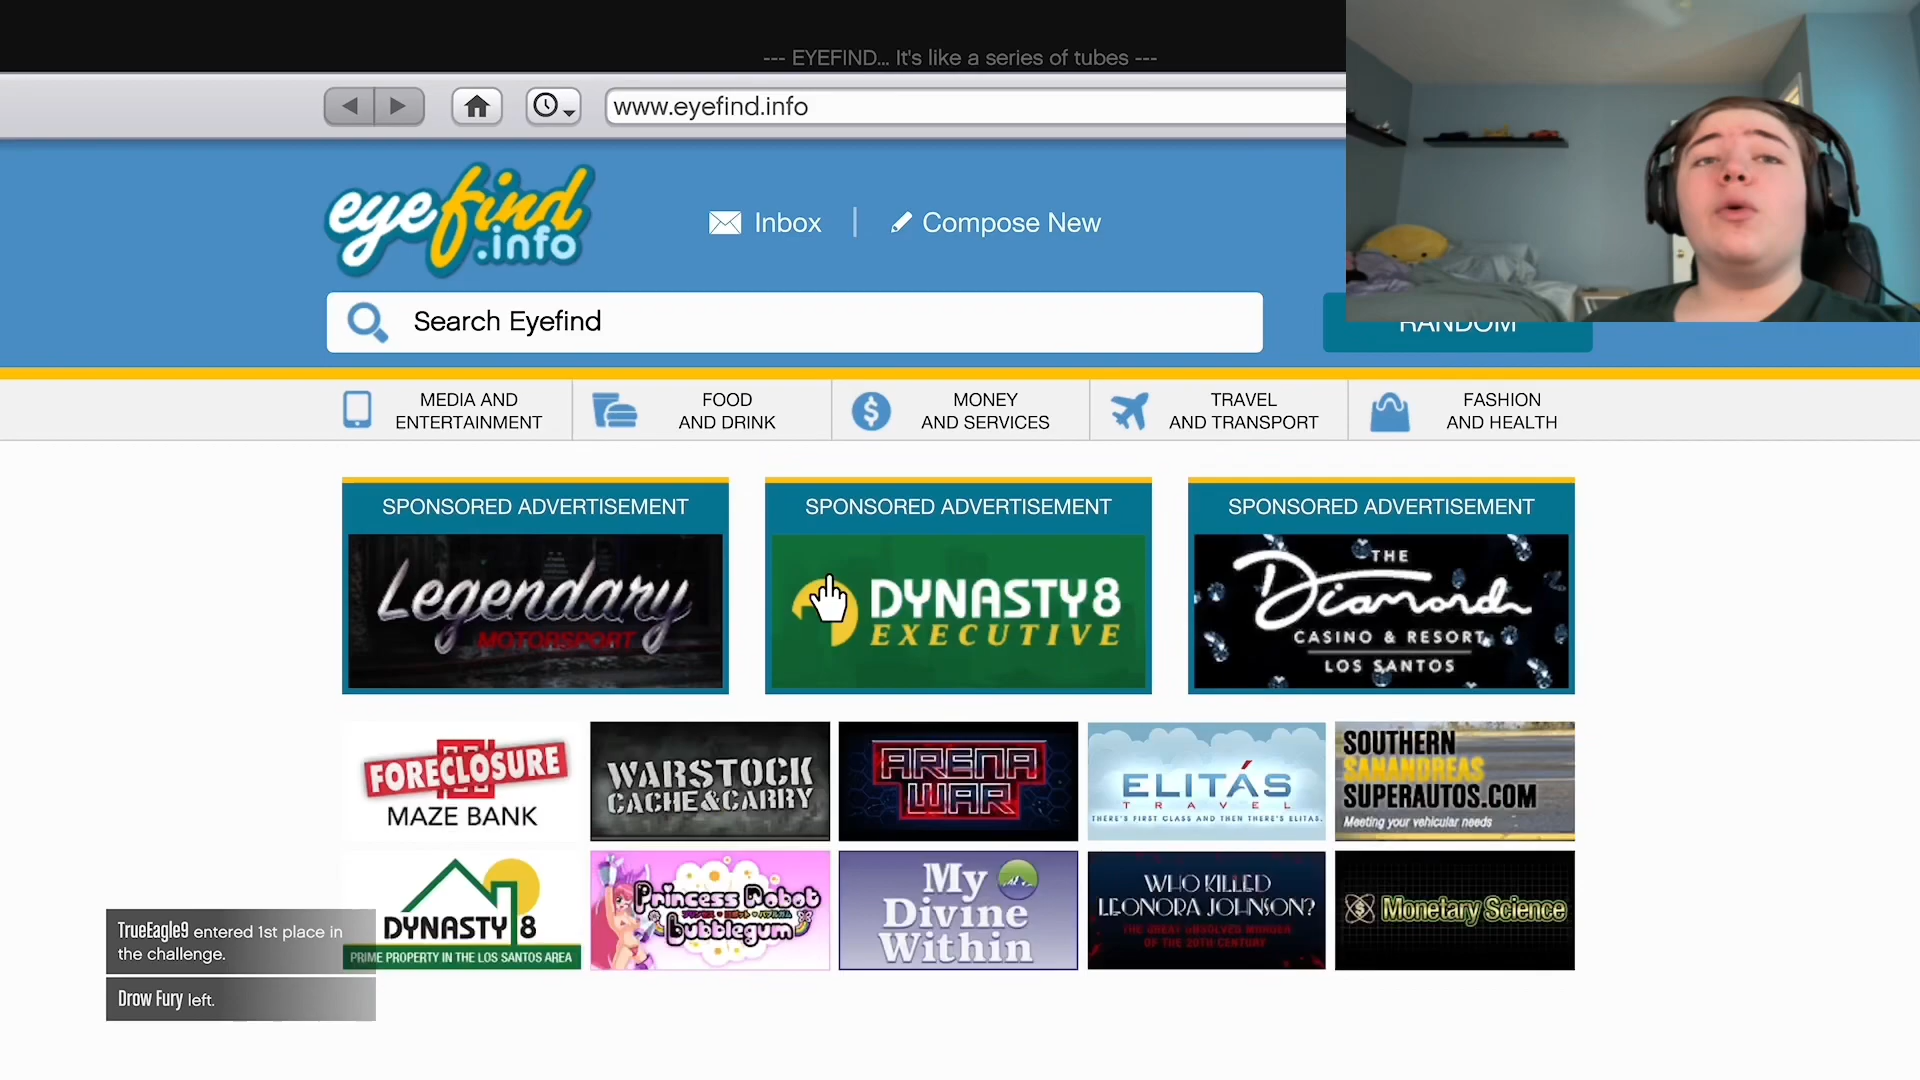 --- EYEFIND... It's like a series of tubes ---
www.eyefind.info
eyefind
.info
Inbox
Compose New
Search Eyefind
RANDOM
MEDIA AND
ENTERTAINMENT
FOOD
AND DRINK
MONEY
AND SERVICES
TRAVEL
AND TRANSPORT
FASHION
AND HEALTH
SPONSORED ADVERTISEMENT
Legendary
MOTORSPORT
SPONSORED ADVERTISEMENT
DYNASTY 8
EXECUTIVE
SPONSORED ADVERTISEMENT
THE
Diamond
CASINO & RESORT
LOS SANTOS
FORECLOSURE
MAZE BANK
WARSTOCK
CACHE&CARRY
ARENA
WAR
ELITÁS
TRAVEL
THERE'S FIRST CLASS AND THEN THERE'S ELITAS.
SOUTHERN
SANANDREAS
SUPERAUTOS.COM
Meeting your vehicular needs
DYNASTY 8
PRIME PROPERTY IN THE LOS SANTOS AREA
Princess Robot
Bubblegum
My
Divine
Within
WHO KILLED
LEONORA JOHNSON?
THE GREAT UNSOLVED MURDER
OF THE 20TH CENTURY
Monetary Science
TrueEagle9 entered 1st place in
the challenge.
Drow Fury left.